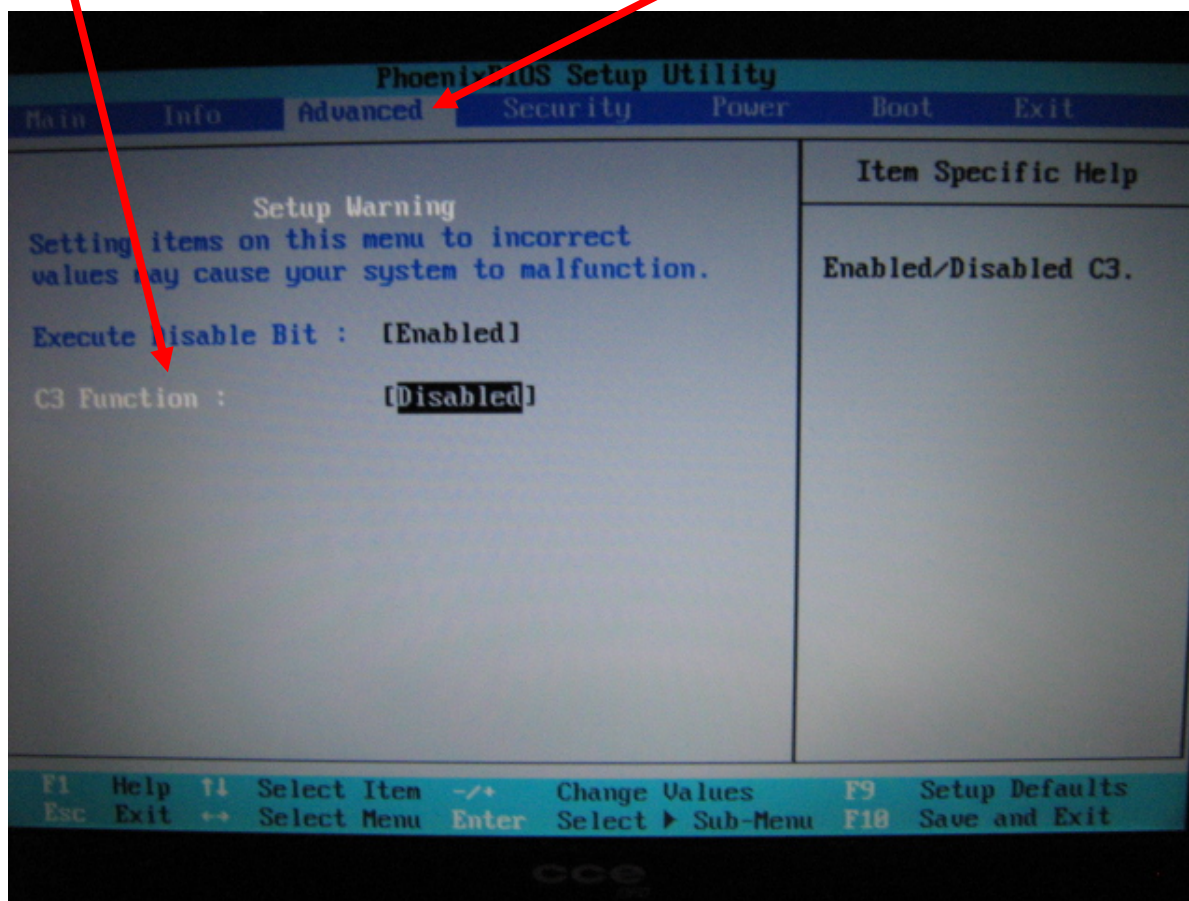 PhoenixBIOS Setup Utility
Main Info Advanced Security Power Boot Exit
Item Specific Help
Setup Warning
Setting items on this menu to incorrect
values may cause your system to malfunction.
Enabled/Disabled C3.
Execute Disable Bit : [Enabled]
C3 Function : [Disabled]
F1 Help ↑↓ Select Item -/+ Change Values F9 Setup Defaults
Esc Exit ↔ Select Menu Enter Select ▶ Sub-Menu F10 Save and Exit
cce